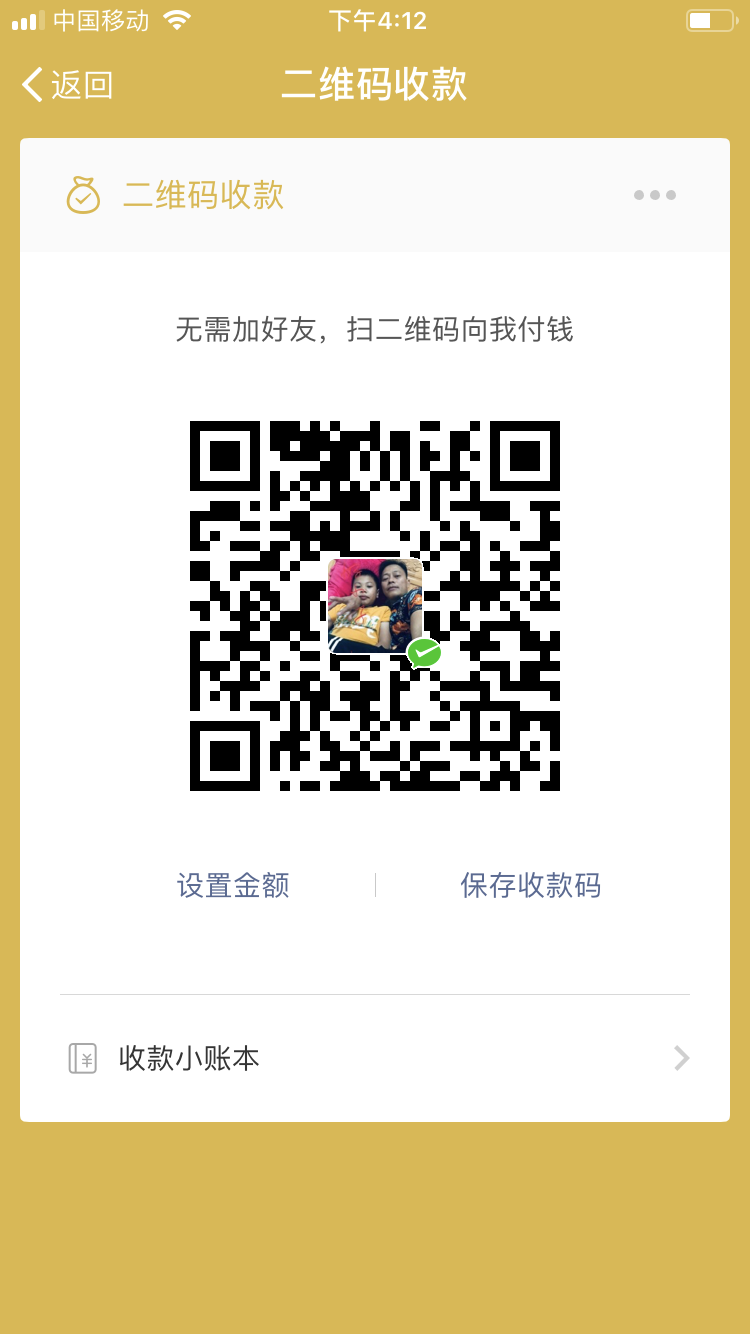 中国移动 下午4:12
返回 二维码收款
二维码收款
无需加好友，扫二维码向我付钱
设置金额 保存收款码
收款小账本